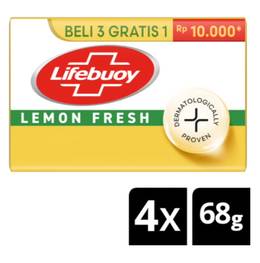 BELI 3 GRATIS 1 Rp 10.000*
Lifebuoy
LEMON FRESH
DERMATOLOGICALLY
PROVEN
4x 68g